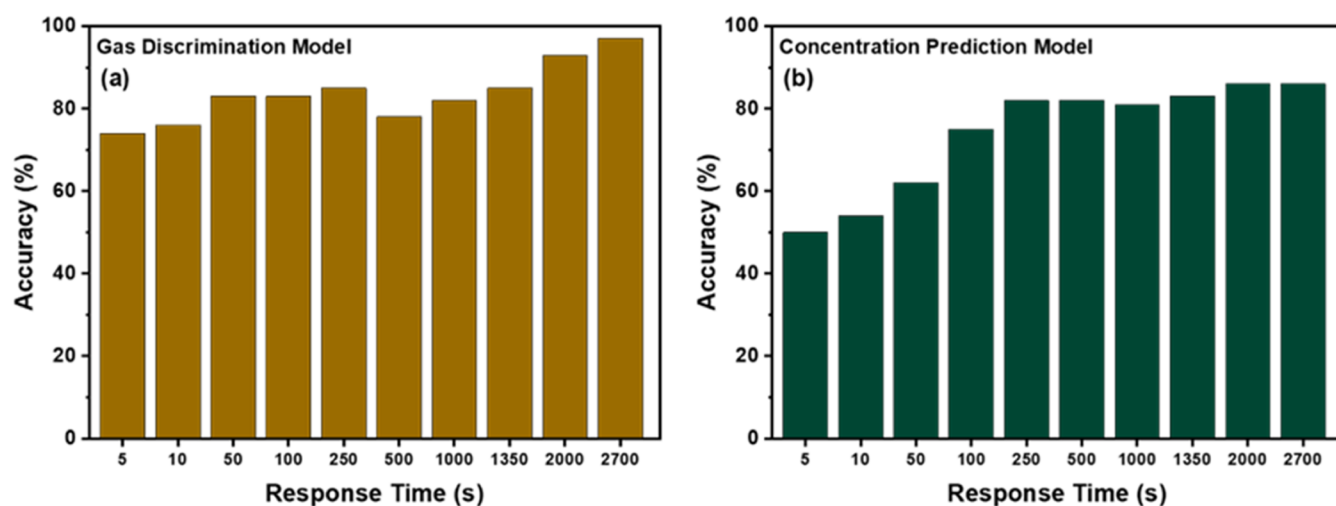 Gas Discrimination Model
(a)
Accuracy (%)
100
80
60
40
20
0
5 10 50 100 250 500 1000 1350 2000 2700
Response Time (s)
Concentration Prediction Model
(b)
Accuracy (%)
100
80
60
40
20
0
5 10 50 100 250 500 1000 1350 2000 2700
Response Time (s)